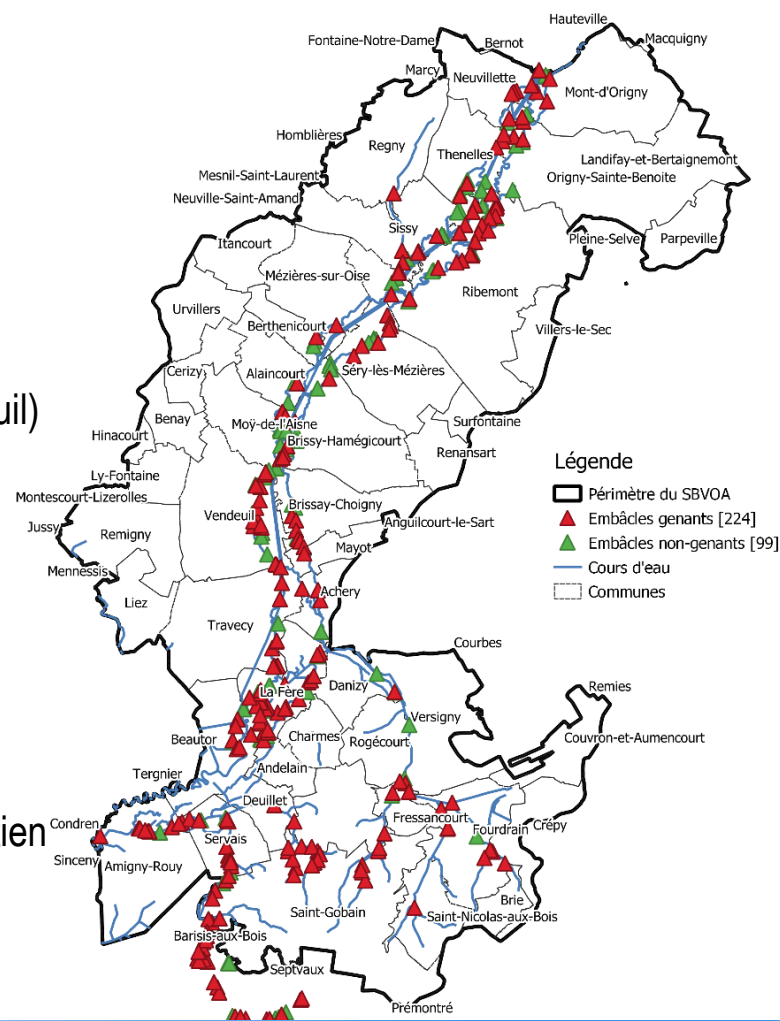 Hauteville
Fontaine-Notre-Dame
Bernot
Macquigny
Marcy
Neuvillette
Mont-d'Origny
Homblières
Regny
Thenelles
Landifay-et-Bertaignemont
Mesnil-Saint-Laurent
Origny-Sainte-Benoite
Neuville-Saint-Amand
Sissy
Itancourt
Pleine-Selve
Parpeville
Mézières-sur-Oise
Ribemont
Urvillers
Berthenicourt
Villers-le-Sec
Cerizy
Alaincourt
Séry-lès-Mézières
uil)
Benay
Moÿ-de-l'Aisne
Surfontaine
Hinacourt
Brissy-Hamégicourt
Renansart
Légende
Ly-Fontaine
Périmètre du SBVOA
Montescourt-Lizerolles
Brissay-Choigny
Embâcles genants [224]
Vendeuil
Anguilcourt-le-Sart
Jussy
Remigny
Mayot
Embâcles non-genants [99]
Mennessis
Cours d'eau
Liez
Achery
Communes
Travecy
Courbes
Danizy
Remies
La Fère
Versigny
Beautor
Charmes
Rogécourt
Couvron-et-Aumencourt
Andelain
Tergnier
Deuillet
Condren
Fressancourt
Crépy
ien
Servais
Fourdrain
Sinceny
Amigny-Rouy
Brie
Saint-Gobain
Saint-Nicolas-aux-Bois
Barisis-aux-Bois
Septvaux
Prémontré